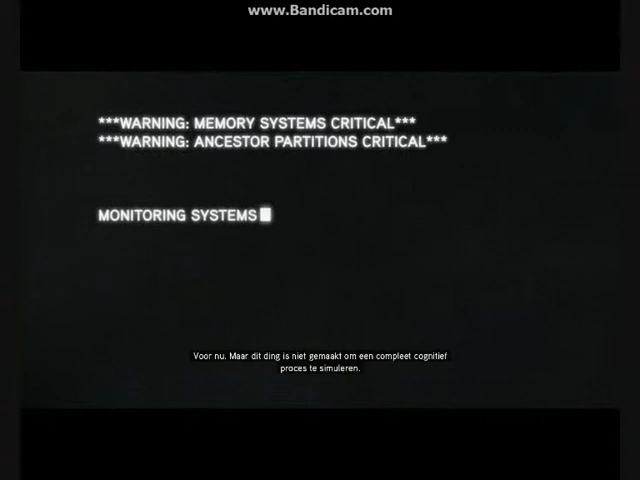 www.Bandicam.com
***WARNING: MEMORY SYSTEMS CRITICAL***
***WARNING: ANCESTOR PARTITIONS CRITICAL***
MONITORING SYSTEMS
Voor nu. Maar dit ding is niet gemaakt om een compleet cognitief
proces te simuleren.